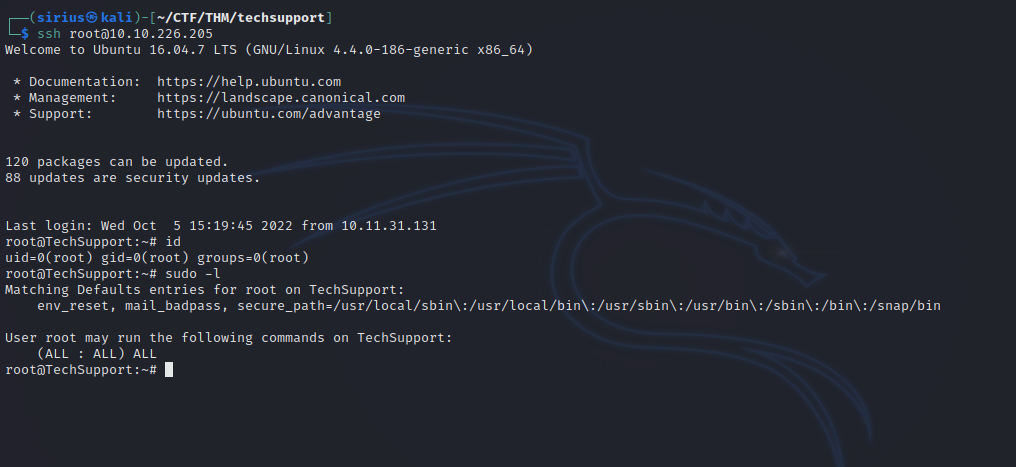 ┌──(sirius㉿kali)-[~/CTF/THM/techsupport]
└─$ ssh root@10.10.226.205
Welcome to Ubuntu 16.04.7 LTS (GNU/Linux 4.4.0-186-generic x86_64)
* Documentation:  https://help.ubuntu.com
* Management:     https://landscape.canonical.com
* Support:        https://ubuntu.com/advantage
120 packages can be updated.
88 updates are security updates.
Last login: Wed Oct  5 15:19:45 2022 from 10.11.31.131
root@TechSupport:~# id
uid=0(root) gid=0(root) groups=0(root)
root@TechSupport:~# sudo -l
Matching Defaults entries for root on TechSupport:
    env_reset, mail_badpass, secure_path=/usr/local/sbin\:/usr/local/bin\:/usr/sbin\:/usr/bin\:/sbin\:/bin\:/snap/bin
User root may run the following commands on TechSupport:
    (ALL : ALL) ALL
root@TechSupport:~#